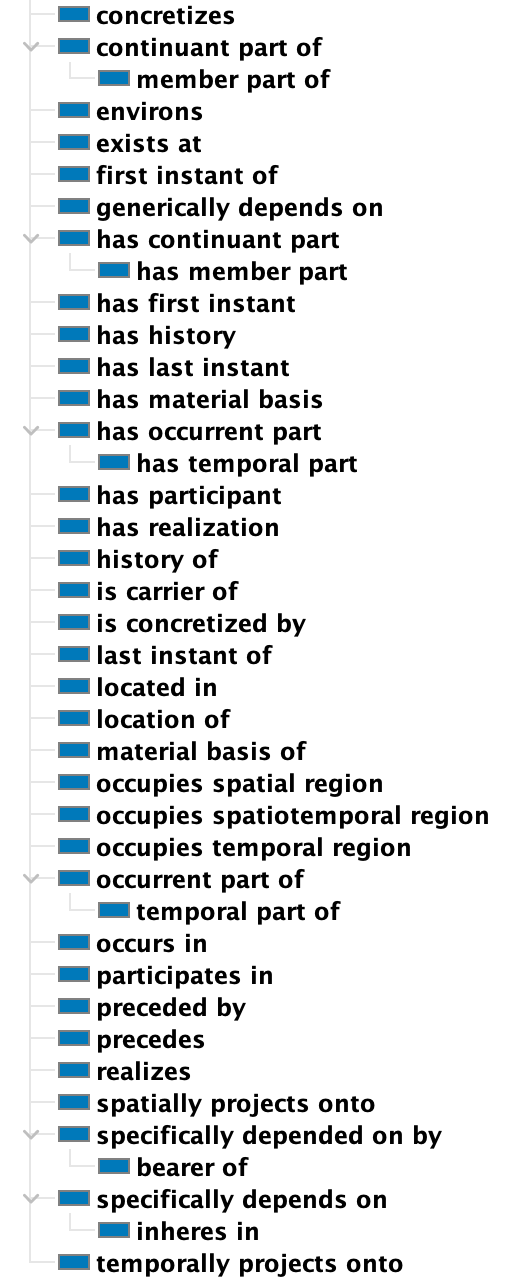 concretizes
continuant part of
member part of
environs
exists at
first instant of
generically depends on
has continuant part
has member part
has first instant
has history
has last instant
has material basis
has occurrent part
has temporal part
has participant
has realization
history of
is carrier of
is concretized by
last instant of
located in
location of
material basis of
occupies spatial region
occupies spatiotemporal region
occupies temporal region
occurrent part of
temporal part of
occurs in
participates in
preceded by
precedes
realizes
spatially projects onto
specifically depended on by
bearer of
specifically depends on
inheres in
temporally projects onto